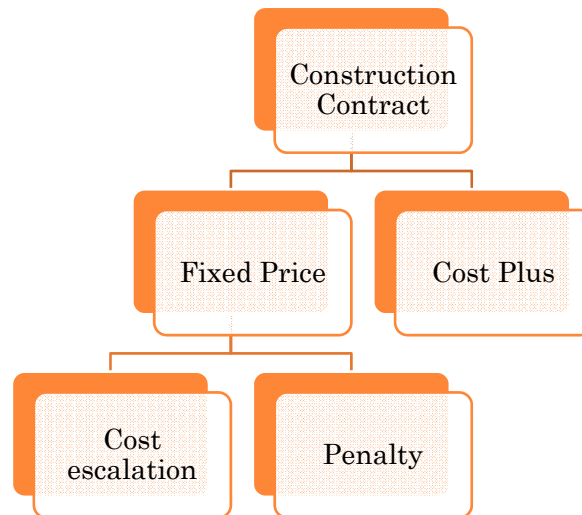 Construction
Contract
Fixed Price
Cost Plus
Cost
escalation
Penalty